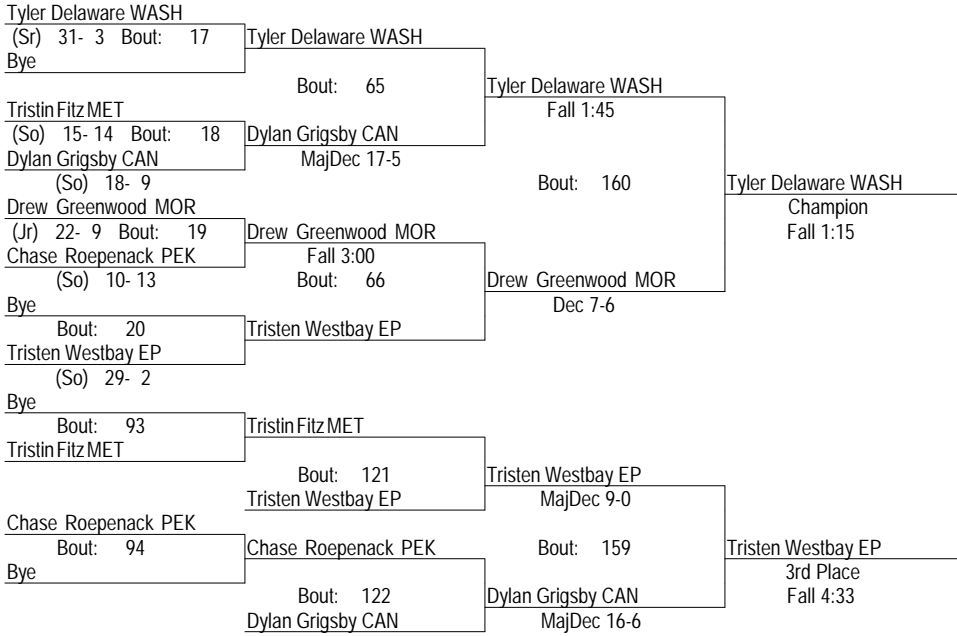 Tyler Delaware WASH
(Sr) 31- 3 Bout: 17 Tyler Delaware WASH
Bye
Bout: 65 Tyler Delaware WASH
Tristin Fitz MET Fall 1:45
(So) 15- 14 Bout: 18 Dylan Grigsby CAN
Dylan Grigsby CAN MajDec 17-5
(So) 18- 9 Bout: 160 Tyler Delaware WASH
Drew Greenwood MOR Champion
(Jr) 22- 9 Bout: 19 Drew Greenwood MOR Fall 1:15
Chase Roepenack PEK Fall 3:00
(So) 10- 13 Bout: 66 Drew Greenwood MOR
Bye Dec 7-6
Bout: 20 Tristen Westbay EP
Tristen Westbay EP
(So) 29- 2
Bye
Bout: 93 Tristin Fitz MET
Tristin Fitz MET
Bout: 121 Tristen Westbay EP
Tristen Westbay EP MajDec 9-0
Chase Roepenack PEK
Bout: 94 Chase Roepenack PEK Bout: 159 Tristen Westbay EP
Bye 3rd Place
Bout: 122 Dylan Grigsby CAN Fall 4:33
Dylan Grigsby CAN MajDec 16-6